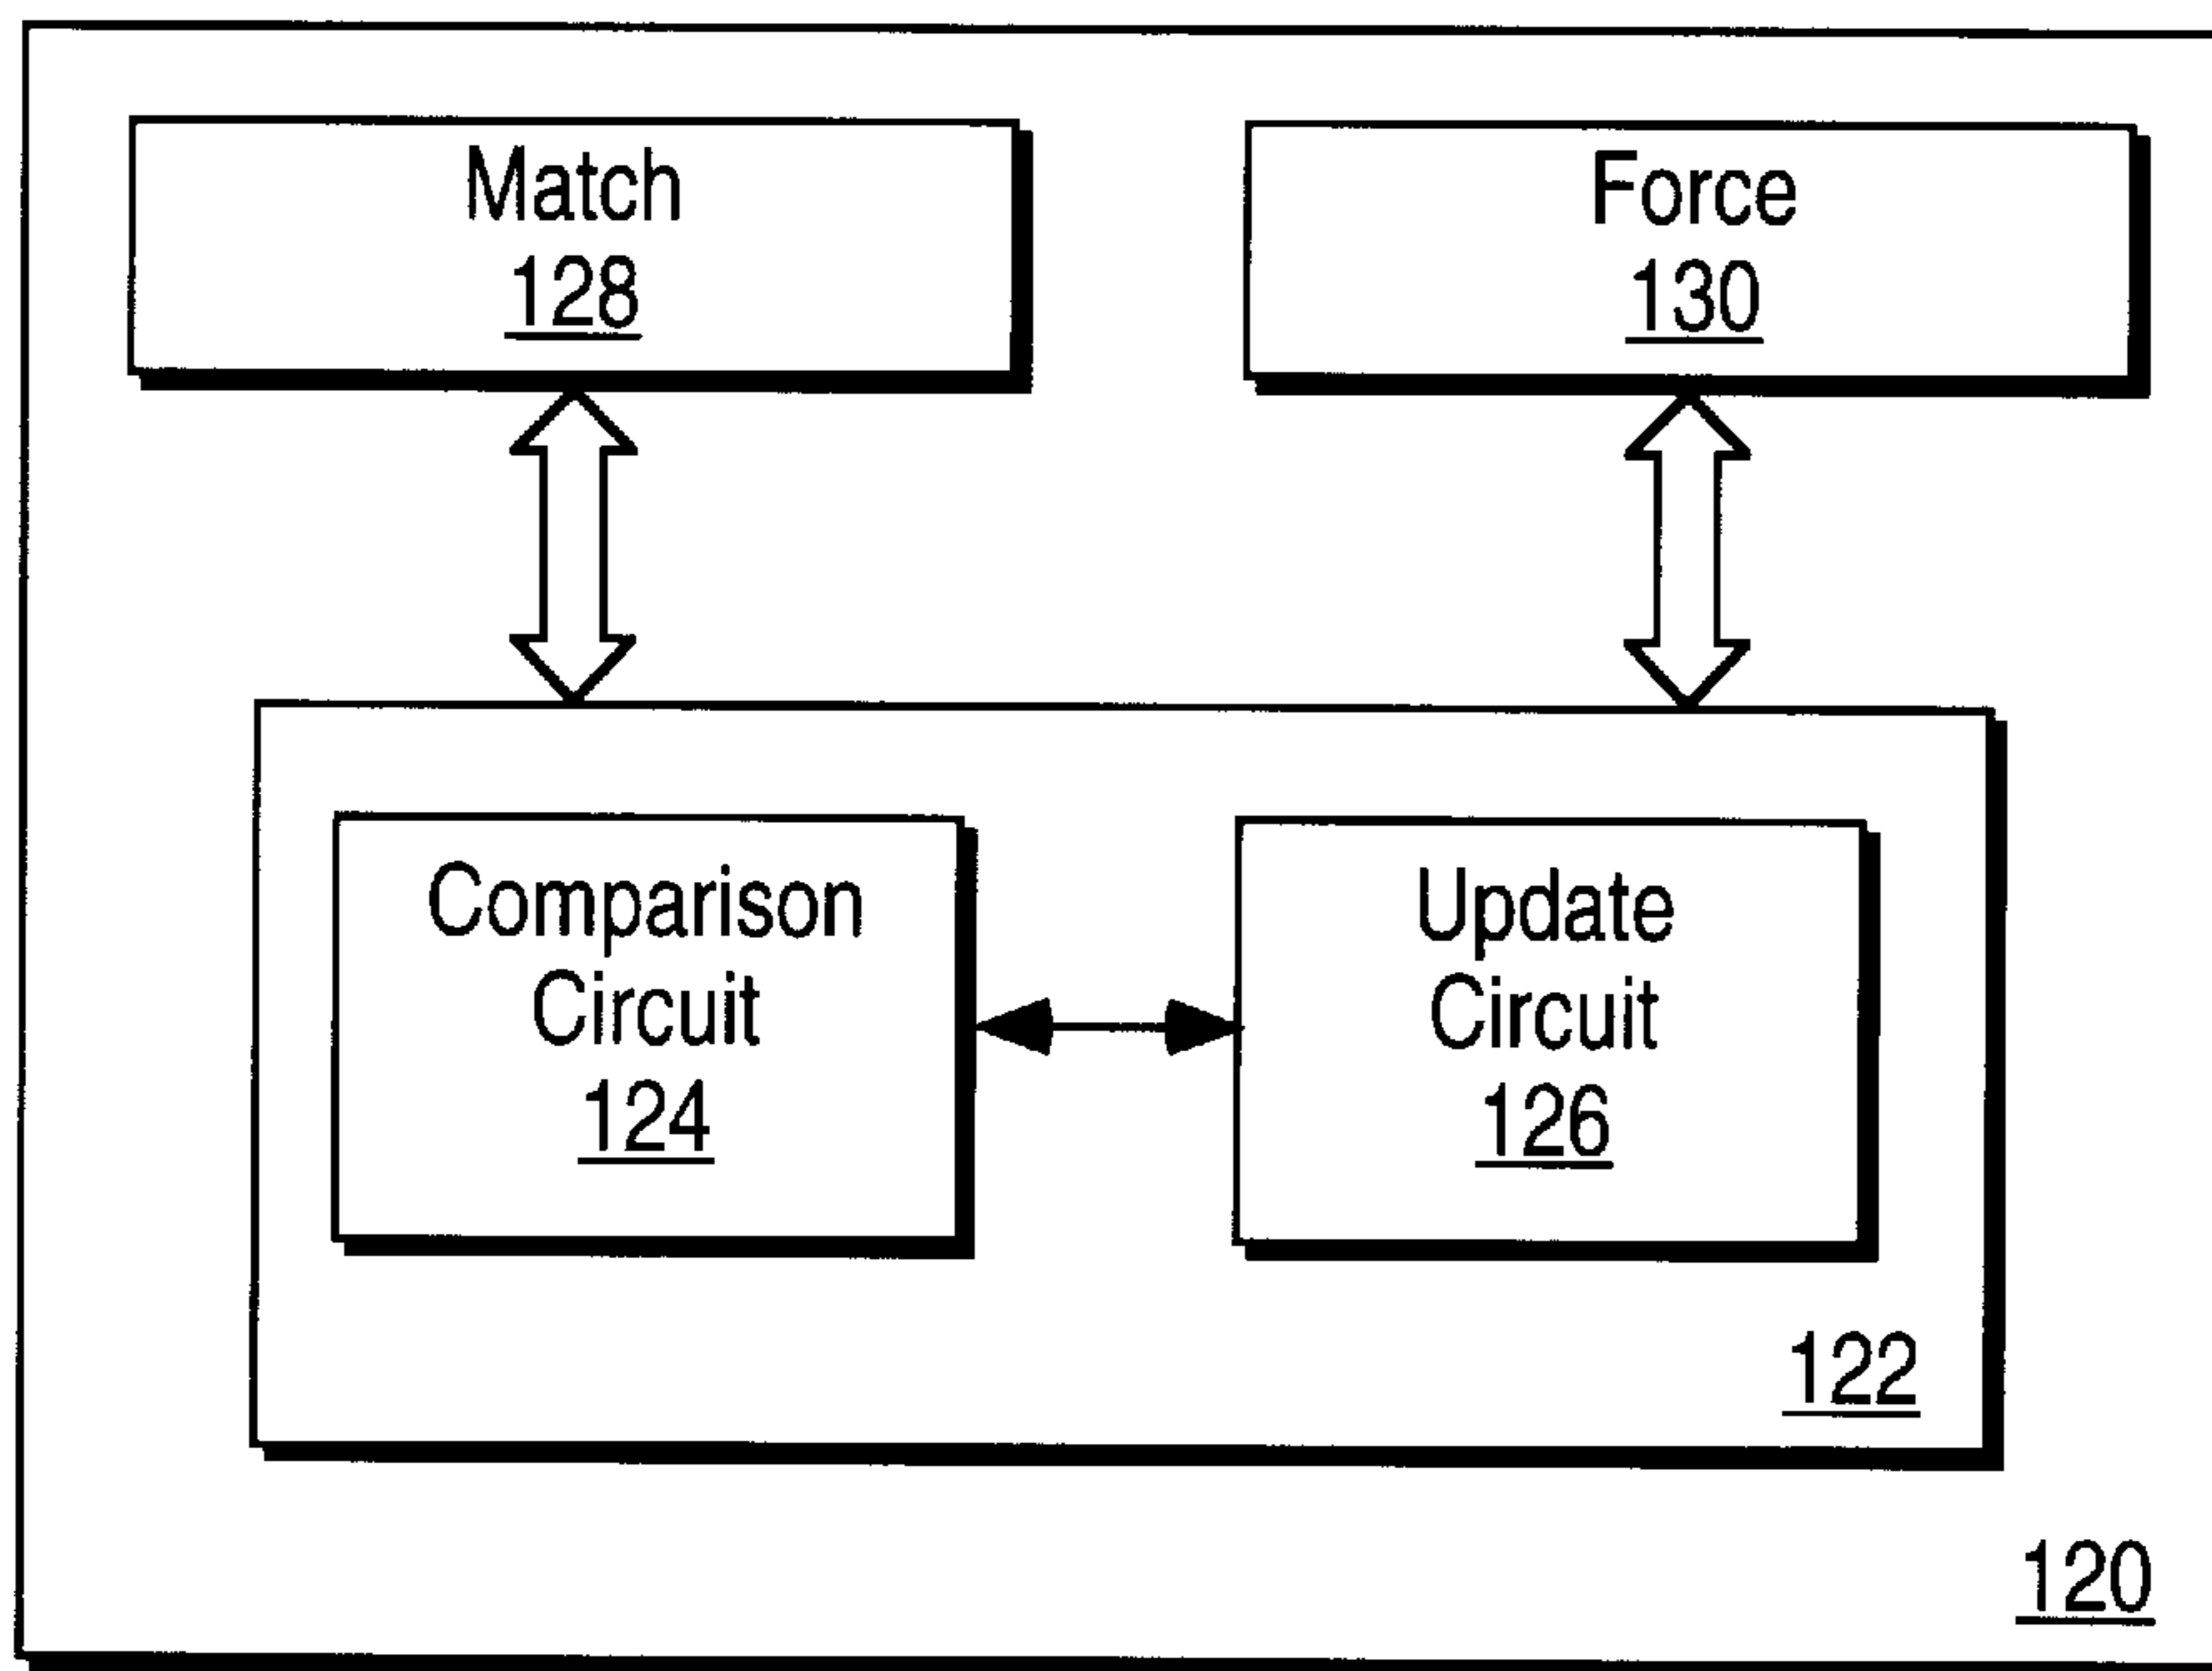 Match
128
Force
130
Comparison
Circuit
124
Update
Circuit
126
122
120